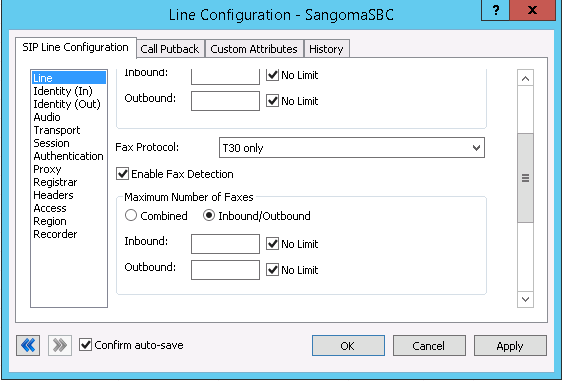 Line Configuration - SangomaSBC
? x
SIP Line Configuration Call Putback Custom Attributes History
Line
Identity (In)
Identity (Out)
Audio
Transport
Session
Authentication
Proxy
Registrar
Headers
Access
Region
Recorder
Inbound: No Limit
Outbound: No Limit
Fax Protocol: T30 only
Enable Fax Detection
Maximum Number of Faxes
Combined Inbound/Outbound
Inbound: No Limit
Outbound: No Limit
Confirm auto-save OK Cancel Apply